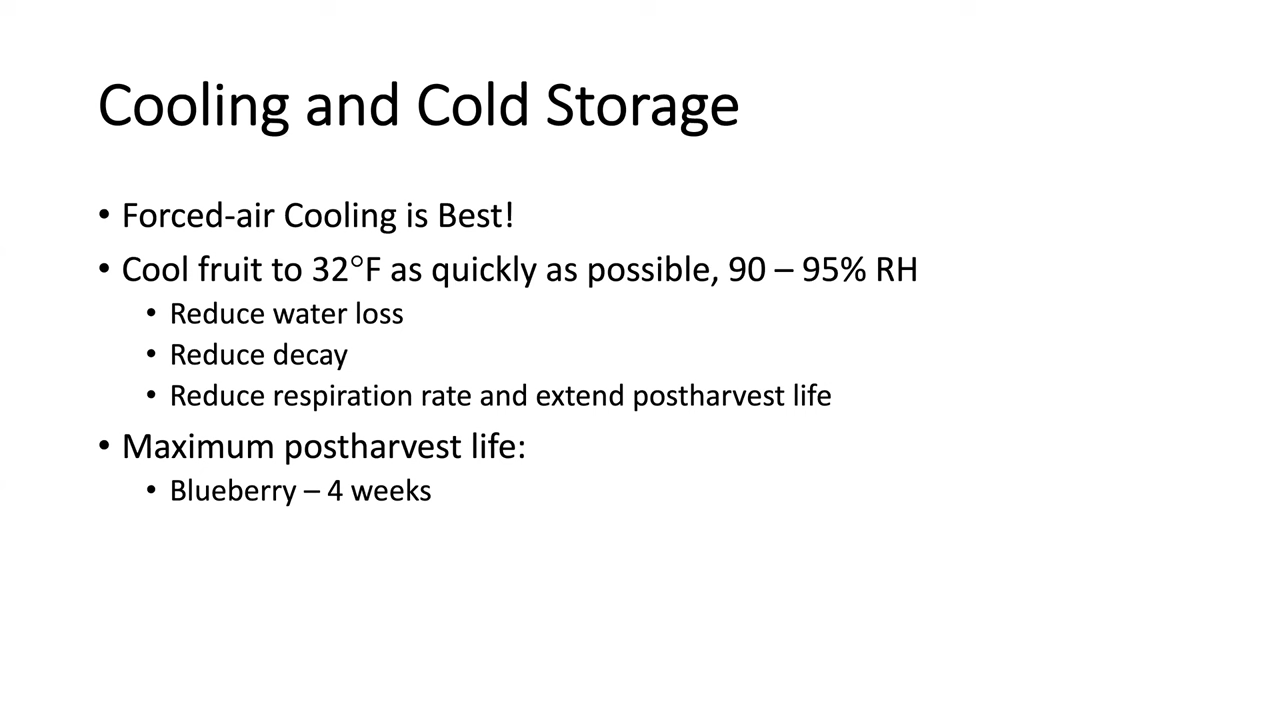 Cooling and Cold Storage
• Forced-air Cooling is Best!
• Cool fruit to 32°F as quickly as possible, 90 – 95% RH
• Reduce water loss
• Reduce decay
• Reduce respiration rate and extend postharvest life
• Maximum postharvest life:
• Blueberry – 4 weeks